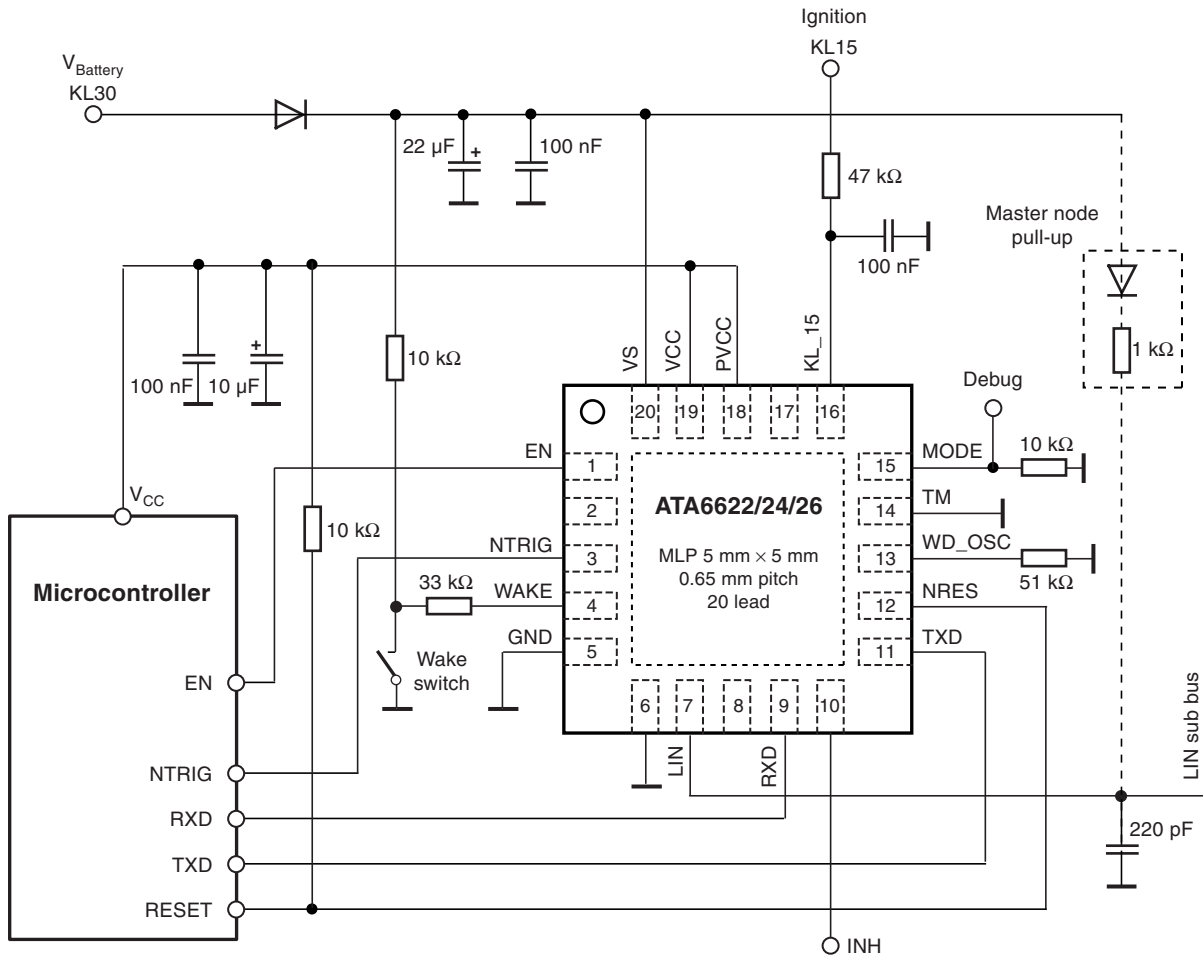 Ignition
KL15
V_Battery
KL30
22 µF
+
100 nF
47 kΩ
Master node
pull-up
100 nF
100 nF
+
10 µF
10 kΩ
VS
VCC
PVCC
KL_15
1 kΩ
Debug
20
19
18
17
16
EN
1
15
MODE
10 kΩ
V_CC
10 kΩ
2
ATA6622/24/26
14
TM
NTRIG
3
MLP 5 mm × 5 mm
0.65 mm pitch
20 lead
13
WD_OSC
51 kΩ
Microcontroller
33 kΩ
WAKE
4
12
NRES
GND
5
11
TXD
Wake
switch
EN
6
7
8
9
10
LIN
RXD
LIN sub bus
NTRIG
RXD
220 pF
TXD
RESET
INH